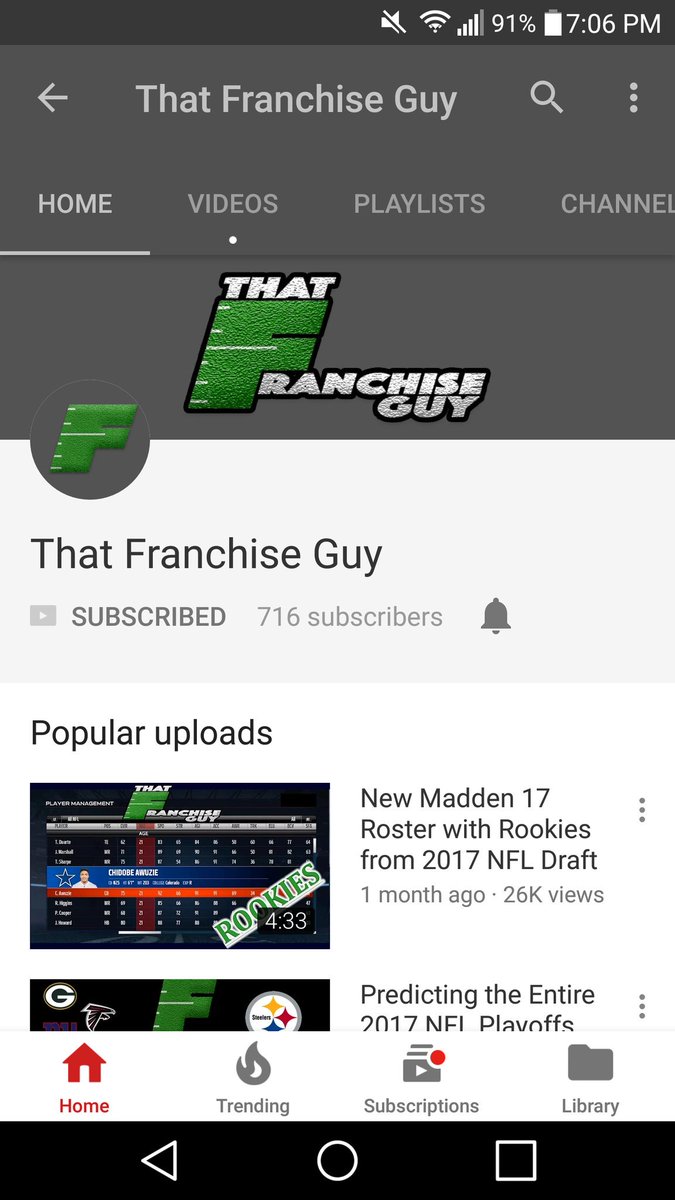 91% 7:06 PM
That Franchise Guy
HOME VIDEOS PLAYLISTS CHANNEL
THAT
FRANCHISE
GUY
F
That Franchise Guy
SUBSCRIBED 716 subscribers
Popular uploads
PLAYER MANAGEMENT
THAT
FRANCHISE
GUY
AGE
CHIDOBE AWUZIE
ROOKIES
4:33
New Madden 17
Roster with Rookies
from 2017 NFL Draft
1 month ago · 26K views
G
Steelers
Predicting the Entire
2017 NFL Playoffs
Home Trending Subscriptions Library